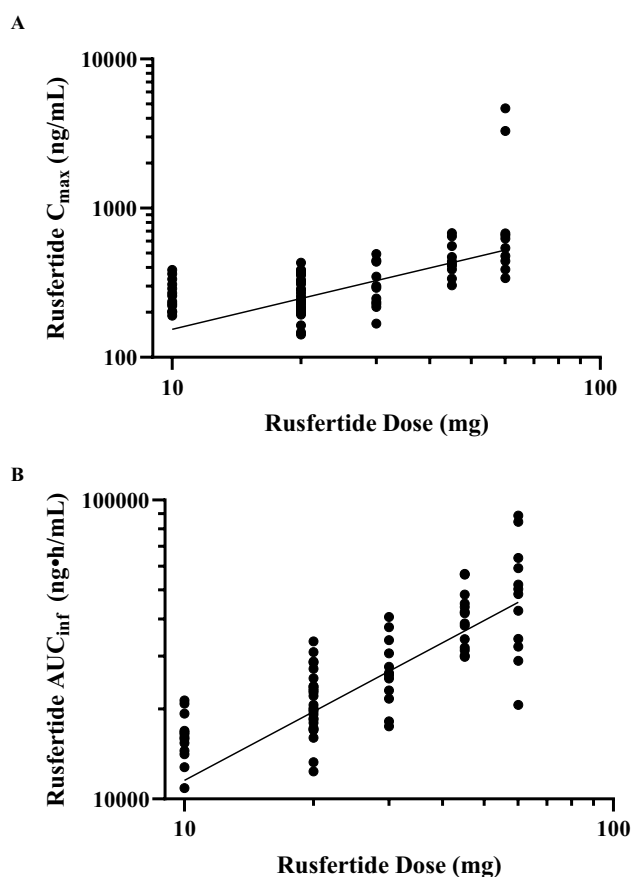 A
Rusfertide Cmax (ng/mL)
10000
1000
100
10
100
Rusfertide Dose (mg)
B
Rusfertide AUCinf (ng•h/mL)
100000
10000
10
100
Rusfertide Dose (mg)